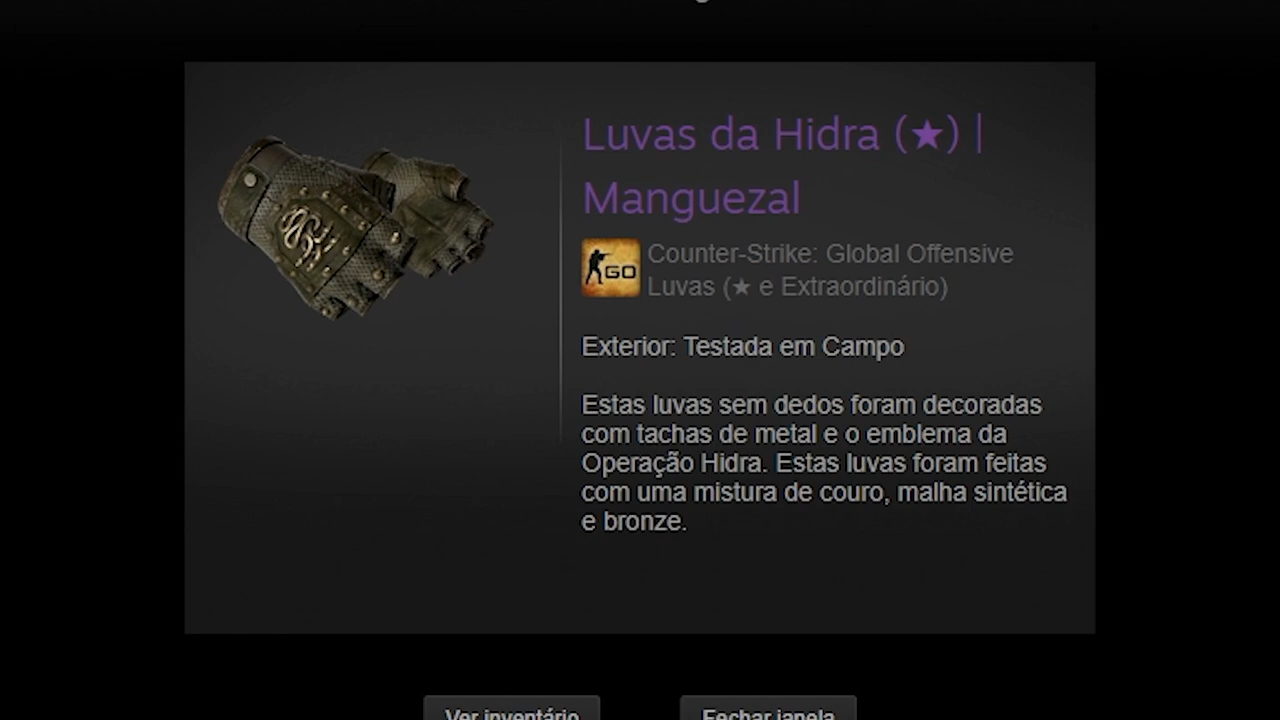 Luvas da Hidra (★) |
Manguezal
GO
Counter-Strike: Global Offensive
Luvas (★ e Extraordinário)
Exterior: Testada em Campo
Estas luvas sem dedos foram decoradas
com tachas de metal e o emblema da
Operação Hidra. Estas luvas foram feitas
com uma mistura de couro, malha sintética
e bronze.
Ver inventário
Fechar janela